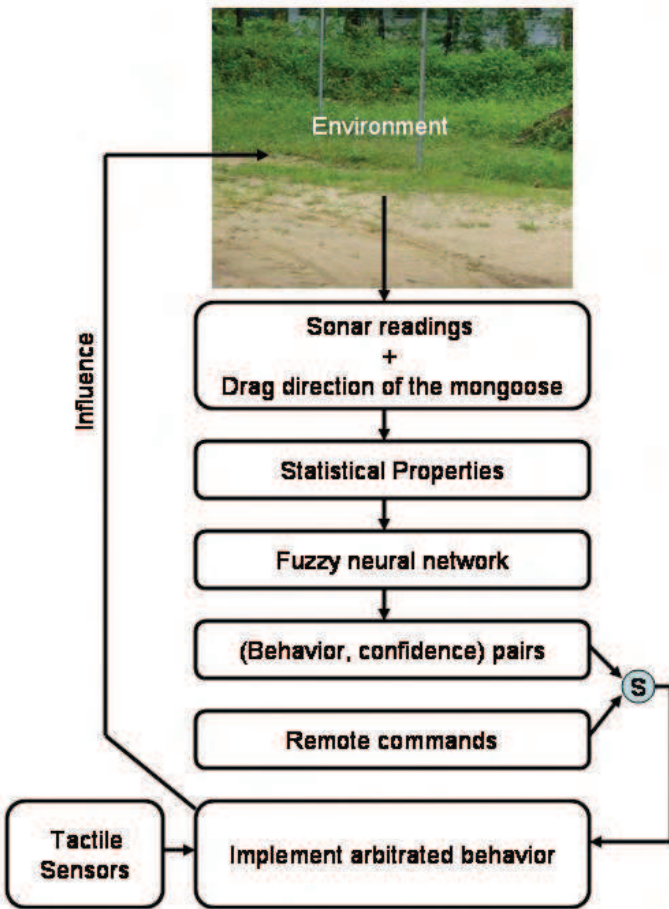 Environment
Influence
Sonar readings
+
Drag direction of the mongoose
Statistical Properties
Fuzzy neural network
(Behavior, confidence) pairs
S
Remote commands
Tactile
Sensors
Implement arbitrated behavior